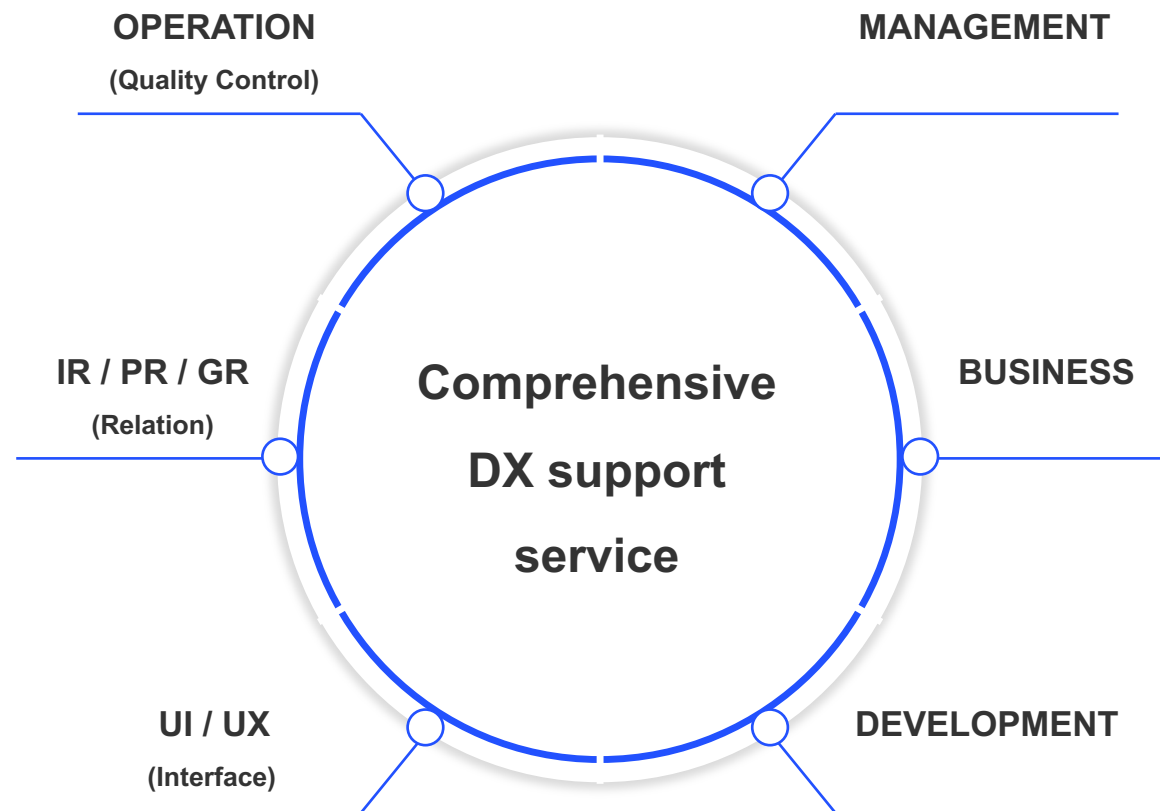 OPERATION
(Quality Control)
MANAGEMENT
IR / PR / GR
(Relation)
Comprehensive
DX support
service
BUSINESS
UI / UX
(Interface)
DEVELOPMENT